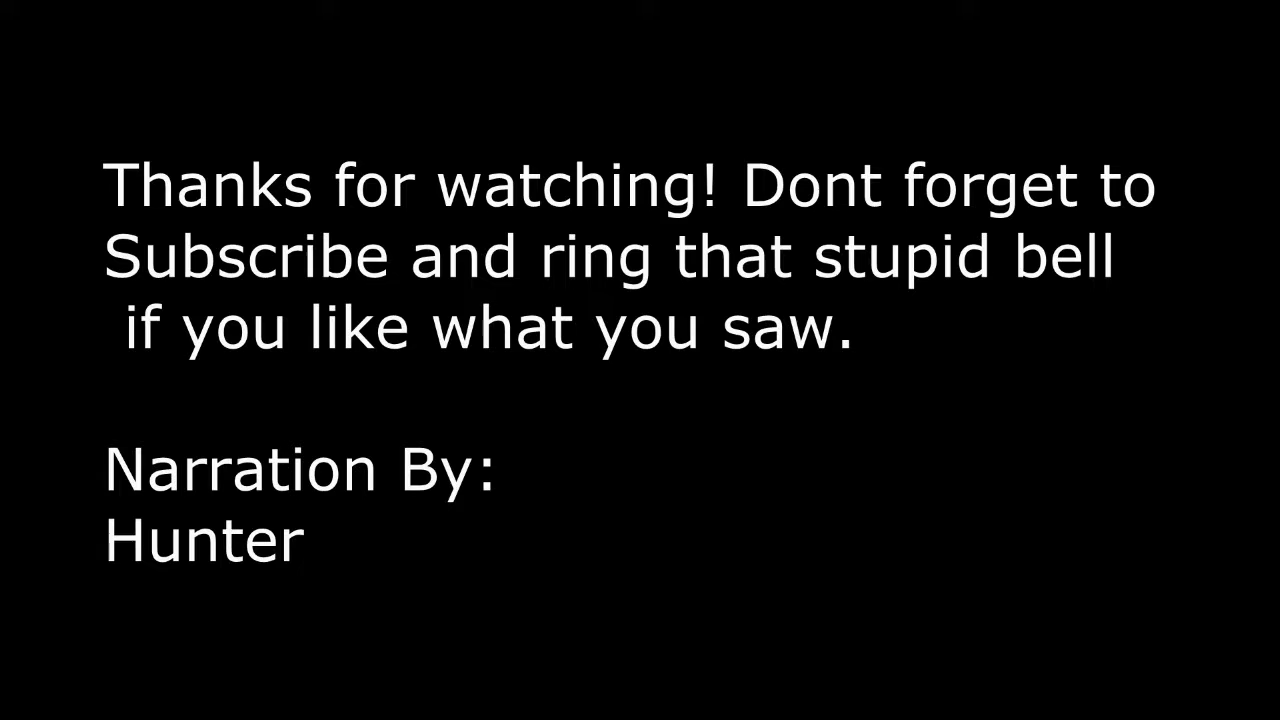 Thanks for watching! Dont forget to
Subscribe and ring that stupid bell
if you like what you saw.
Narration By:
Hunter